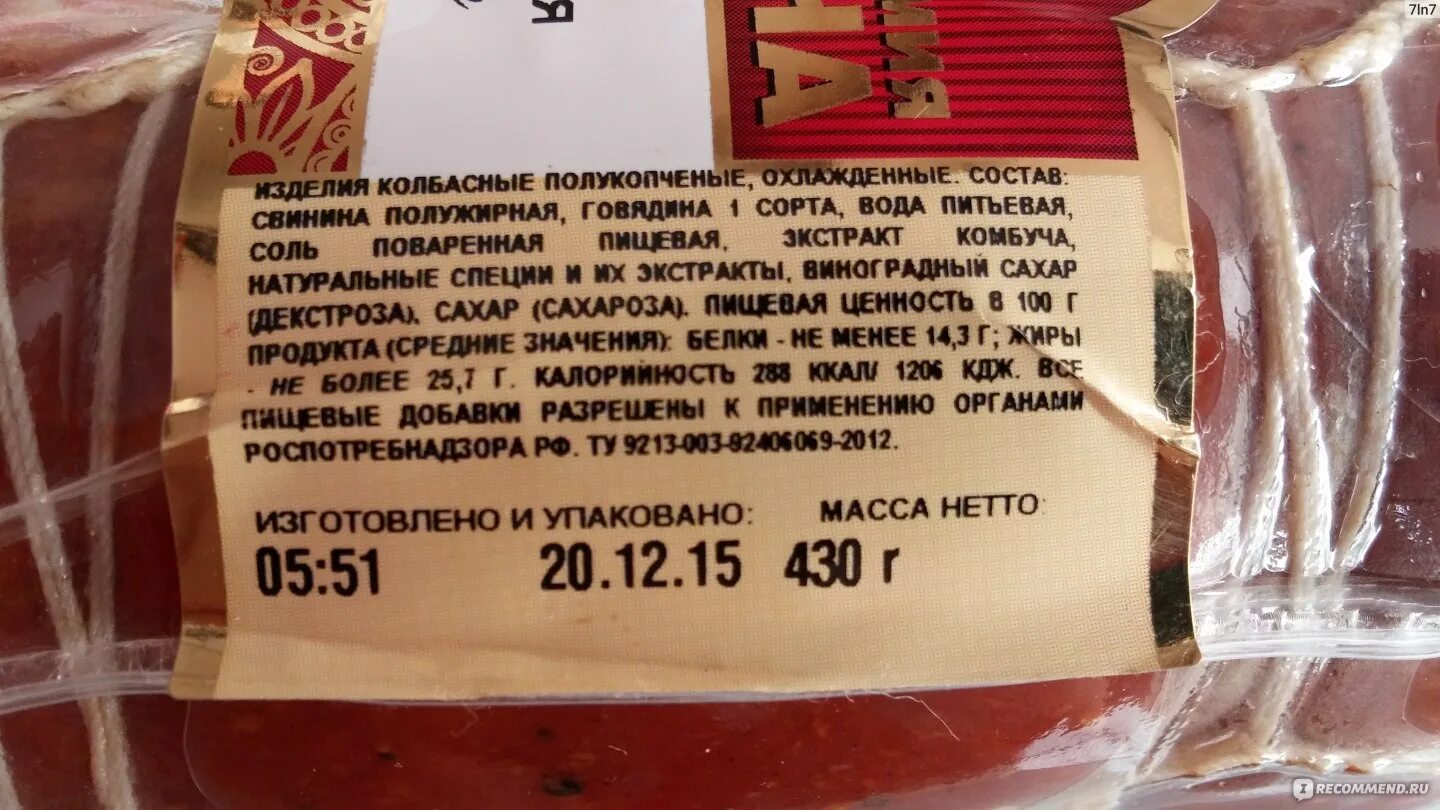 7ln7
ИЗДЕЛИЯ КОЛБАСНЫЕ ПОЛУКОПЧЕНЫЕ, ОХЛАЖДЕННЫЕ. СОСТАВ:
СВИНИНА ПОЛУЖИРНАЯ, ГОВЯДИНА 1 СОРТА, ВОДА ПИТЬЕВАЯ,
СОЛЬ ПОВАРЕННАЯ ПИЩЕВАЯ, ЭКСТРАКТ КОМБУЧА,
НАТУРАЛЬНЫЕ СПЕЦИИ И ИХ ЭКСТРАКТЫ, ВИНОГРАДНЫЙ САХАР
(ДЕКСТРОЗА), САХАР (САХАРОЗА). ПИЩЕВАЯ ЦЕННОСТЬ В 100 Г
ПРОДУКТА (СРЕДНИЕ ЗНАЧЕНИЯ): БЕЛКИ - НЕ МЕНЕЕ 14,3 Г; ЖИРЫ
- НЕ БОЛЕЕ 25,7 Г. КАЛОРИЙНОСТЬ 288 ККАЛ/ 1206 КДЖ. ВСЕ
ПИЩЕВЫЕ ДОБАВКИ РАЗРЕШЕНЫ К ПРИМЕНЕНИЮ ОРГАНАМИ
РОСПОТРЕБНАДЗОРА РФ. ТУ 9213-003-82406069-2012.
ИЗГОТОВЛЕНО И УПАКОВАНО: МАССА НЕТТО:
05:51 20.12.15 430 г
IRECOMMEND.RU